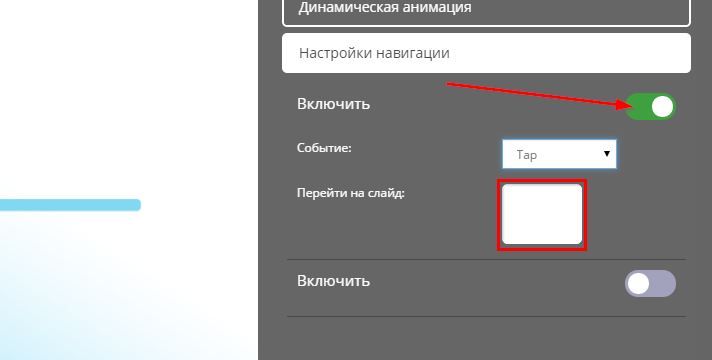 Динамическая анимация
Настройки навигации
Включить
Событие:
Tap
Перейти на слайд:
Включить